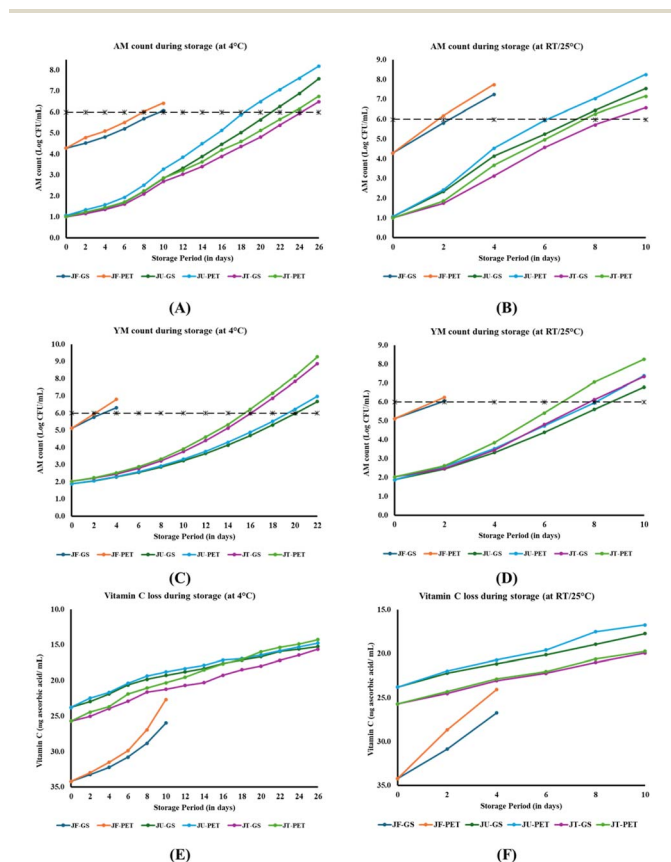 AM count during storage (at 4°C)
AM count (Log CFU/mL)
8.0
7.0
6.0
5.0
4.0
3.0
2.0
1.0
0.0
0 2 4 6 8 10 12 14 16 18 20 22 24 26
Storage Period (in days)
JF-GS JF-PET JU-GS JU-PET JT-GS JT-PET
(A)
AM count during storage (at RT/25°C)
AM count (Log CFU/mL)
9.0
8.0
7.0
6.0
5.0
4.0
3.0
2.0
1.0
0.0
0 2 4 6 8 10
Storage Period (in days)
JF-GS JF-PET JU-GS JU-PET JT-GS JT-PET
(B)
YM count during storage (at 4°C)
AM count (Log CFU/mL)
10.0
9.0
8.0
7.0
6.0
5.0
4.0
3.0
2.0
1.0
0.0
0 2 4 6 8 10 12 14 16 18 20 22
Storage Period (in days)
JF-GS JF-PET JU-GS JU-PET JT-GS JT-PET
(C)
YM count during storage (at RT/25°C)
AM count (Log CFU/mL)
9.0
8.0
7.0
6.0
5.0
4.0
3.0
2.0
1.0
0.0
0 2 4 6 8 10
Storage Period (in days)
JF-GS JF-PET JU-GS JU-PET JT-GS JT-PET
(D)
Vitamin C loss during storage (at 4°C)
Vitamin C (ug ascorbic acid/ mL)
10.0
15.0
20.0
25.0
30.0
35.0
0 2 4 6 8 10 12 14 16 18 20 22 24 26
Storage Period (in days)
JF-GS JF-PET JU-GS JU-PET JT-GS JT-PET
(E)
Vitamin C loss during storage (at RT/25°C)
Vitamin C (ug ascorbic acid/ mL)
15.0
20.0
25.0
30.0
35.0
0 2 4 6 8 10
Storage Period (in days)
JF-GS JF-PET JU-GS JU-PET JT-GS JT-PET
(F)